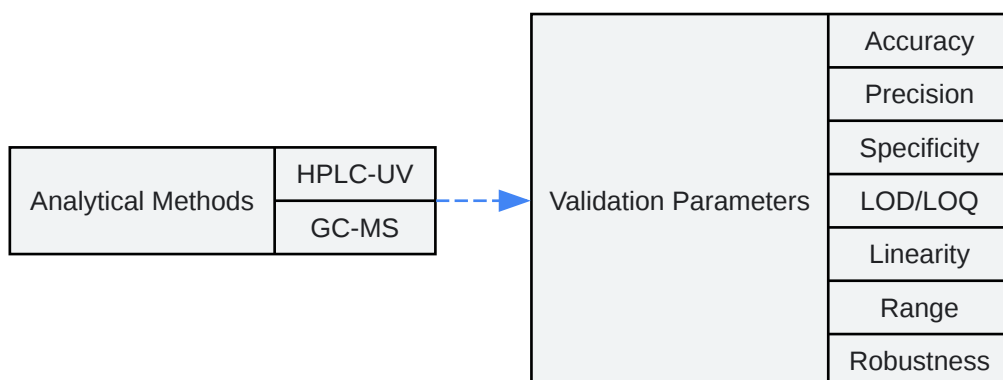 Analytical Methods
HPLC-UV
GC-MS
Validation Parameters
Accuracy
Precision
Specificity
LOD/LOQ
Linearity
Range
Robustness